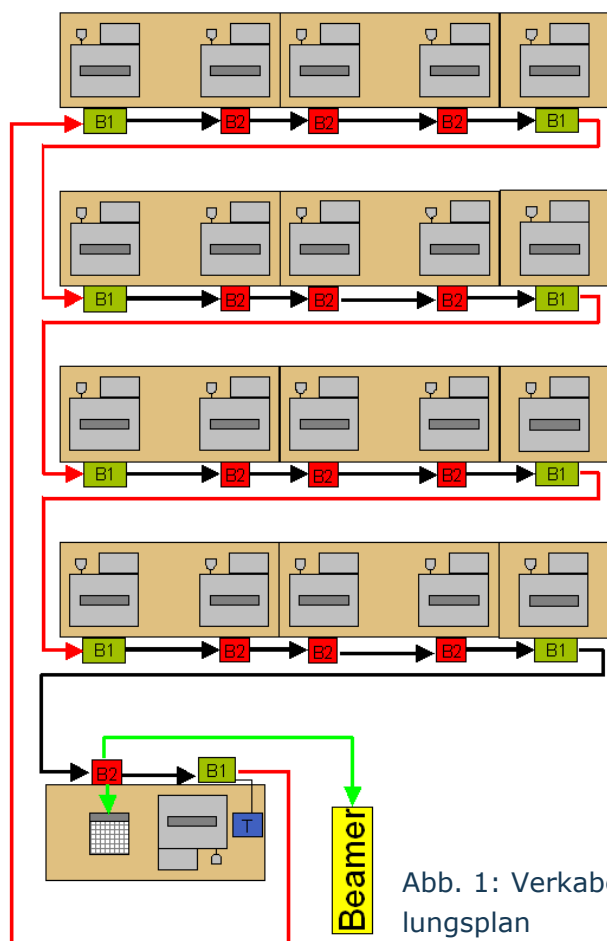 B1 B2 B2 B2 B1
B1 B2 B2 B2 B1
B1 B2 B2 B2 B1
B1 B2 B2 B2 B1
B2 B1
T
Beamer
Abb. 1: Verkabe
lungsplan